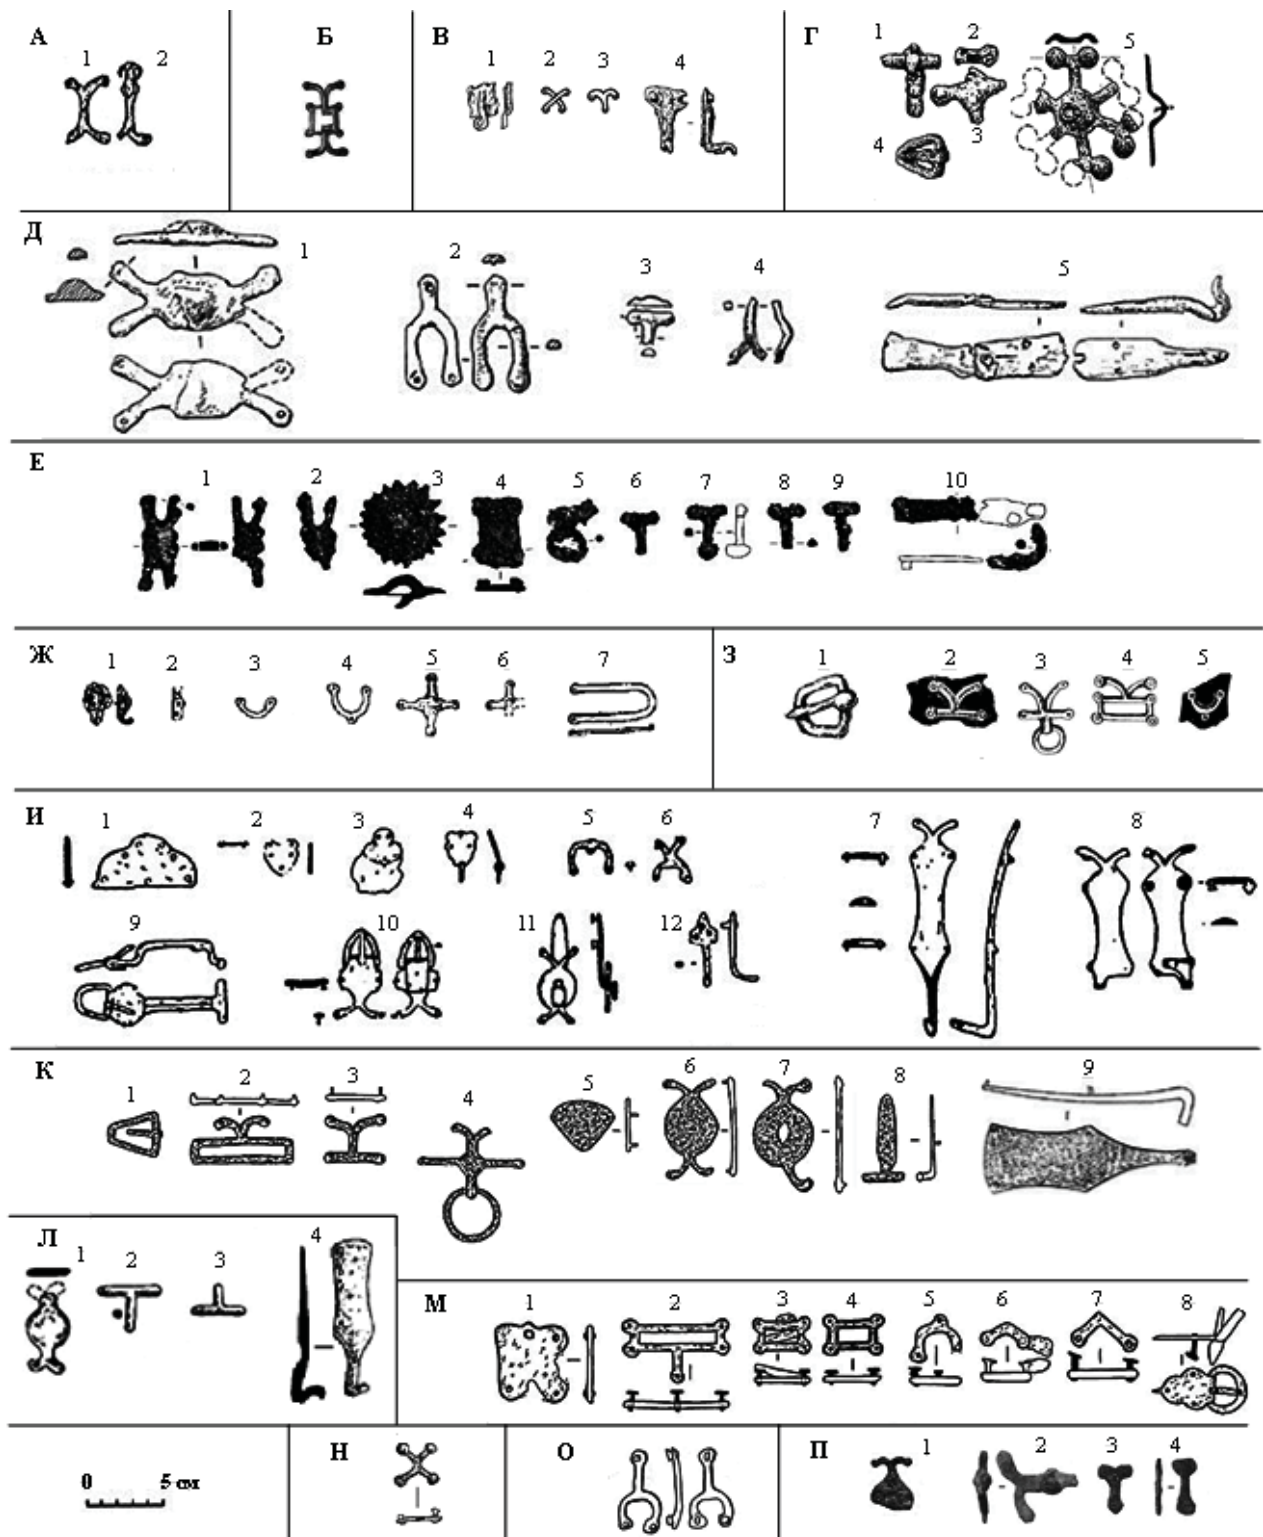 А 1 2
Б
В 1 2 3 4
Г 1 2 3 4 5
Д 1 2 3 4 5
Е 1 2 3 4 5 6 7 8 9 10
Ж 1 2 3 4 5 6 7
З 1 2 3 4 5
И 1 2 3 4 5 6 7 8
9 10 11 12
К 1 2 3 4 5 6 7 8 9
Л 1 2 3 4
М 1 2 3 4 5 6 7 8
0 5 см
Н
О
П 1 2 3 4